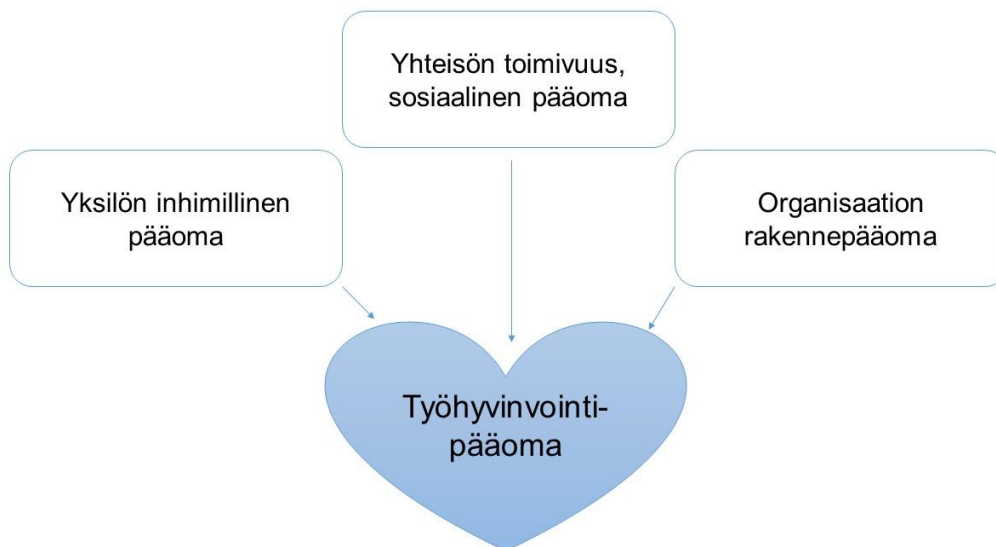 Yhteisön toimivuus,
sosiaalinen pääoma
Yksilön inhimillinen
pääoma
Organisaation
rakennepääoma
Työhyvinvointi-
pääoma